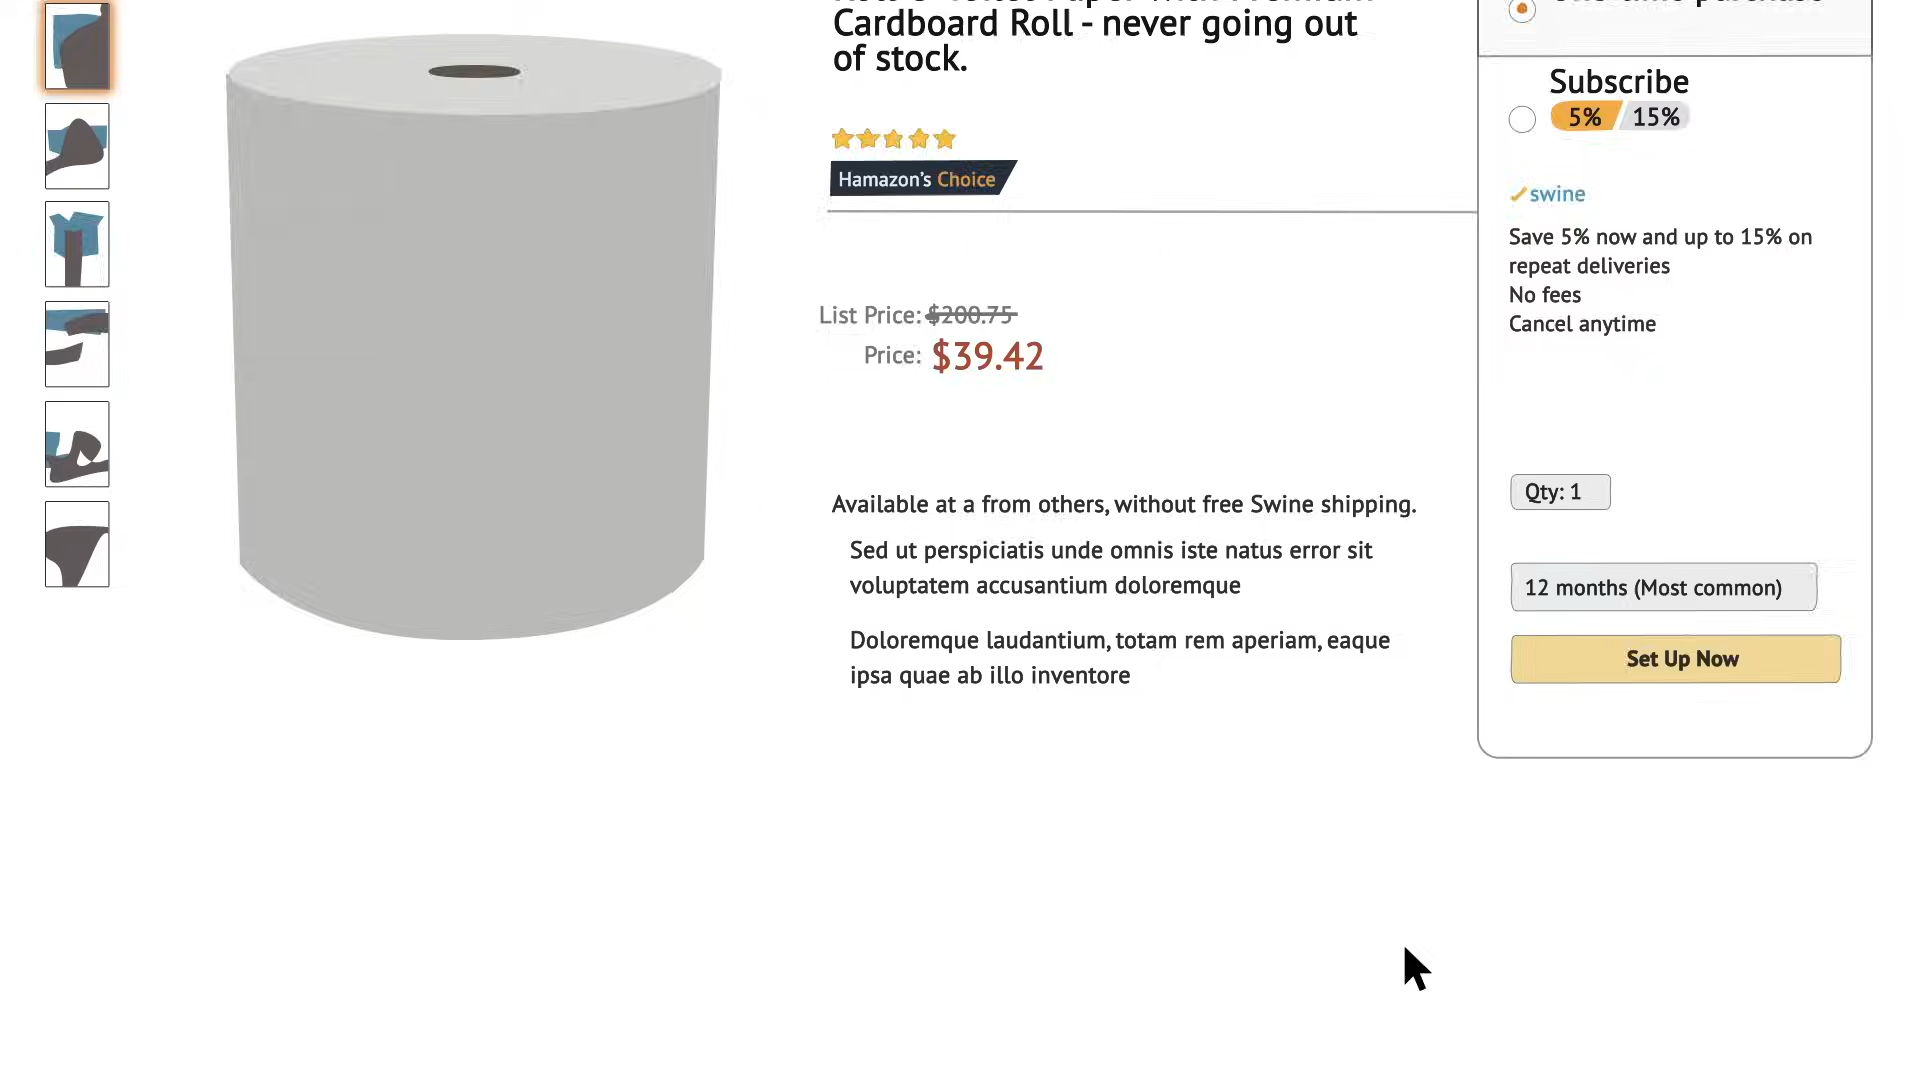 Cardboard Roll - never going out
of stock.
Hamazon's Choice
List Price: $200.75
Price: $39.42
Available at a from others, without free Swine shipping.
Sed ut perspiciatis unde omnis iste natus error sit
voluptatem accusantium doloremque
Doloremque laudantium, totam rem aperiam, eaque
ipsa quae ab illo inventore
One-time purchase
Subscribe
5% 15%
swine
Save 5% now and up to 15% on
repeat deliveries
No fees
Cancel anytime
Qty: 1
12 months (Most common)
Set Up Now